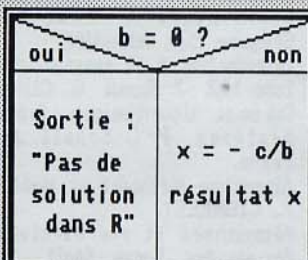 b = 0 ?
oui
non
Sortie :
"Pas de
solution
dans R"
x = - c/b
résultat x